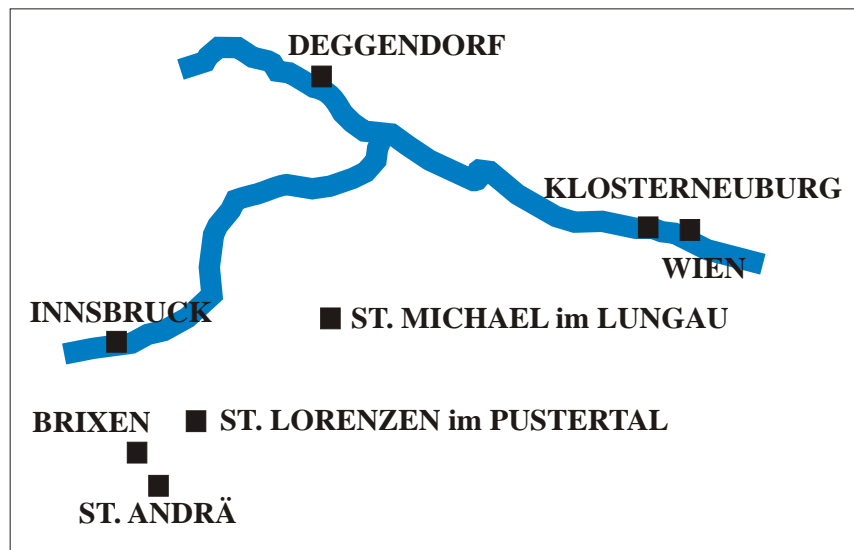 DEGGENDORF
KLOSTERNEUBURG
WIEN
INNSBRUCK
ST. MICHAEL im LUNGAU
BRIXEN
ST. LORENZEN im PUSTERTAL
ST. ANDRÄ